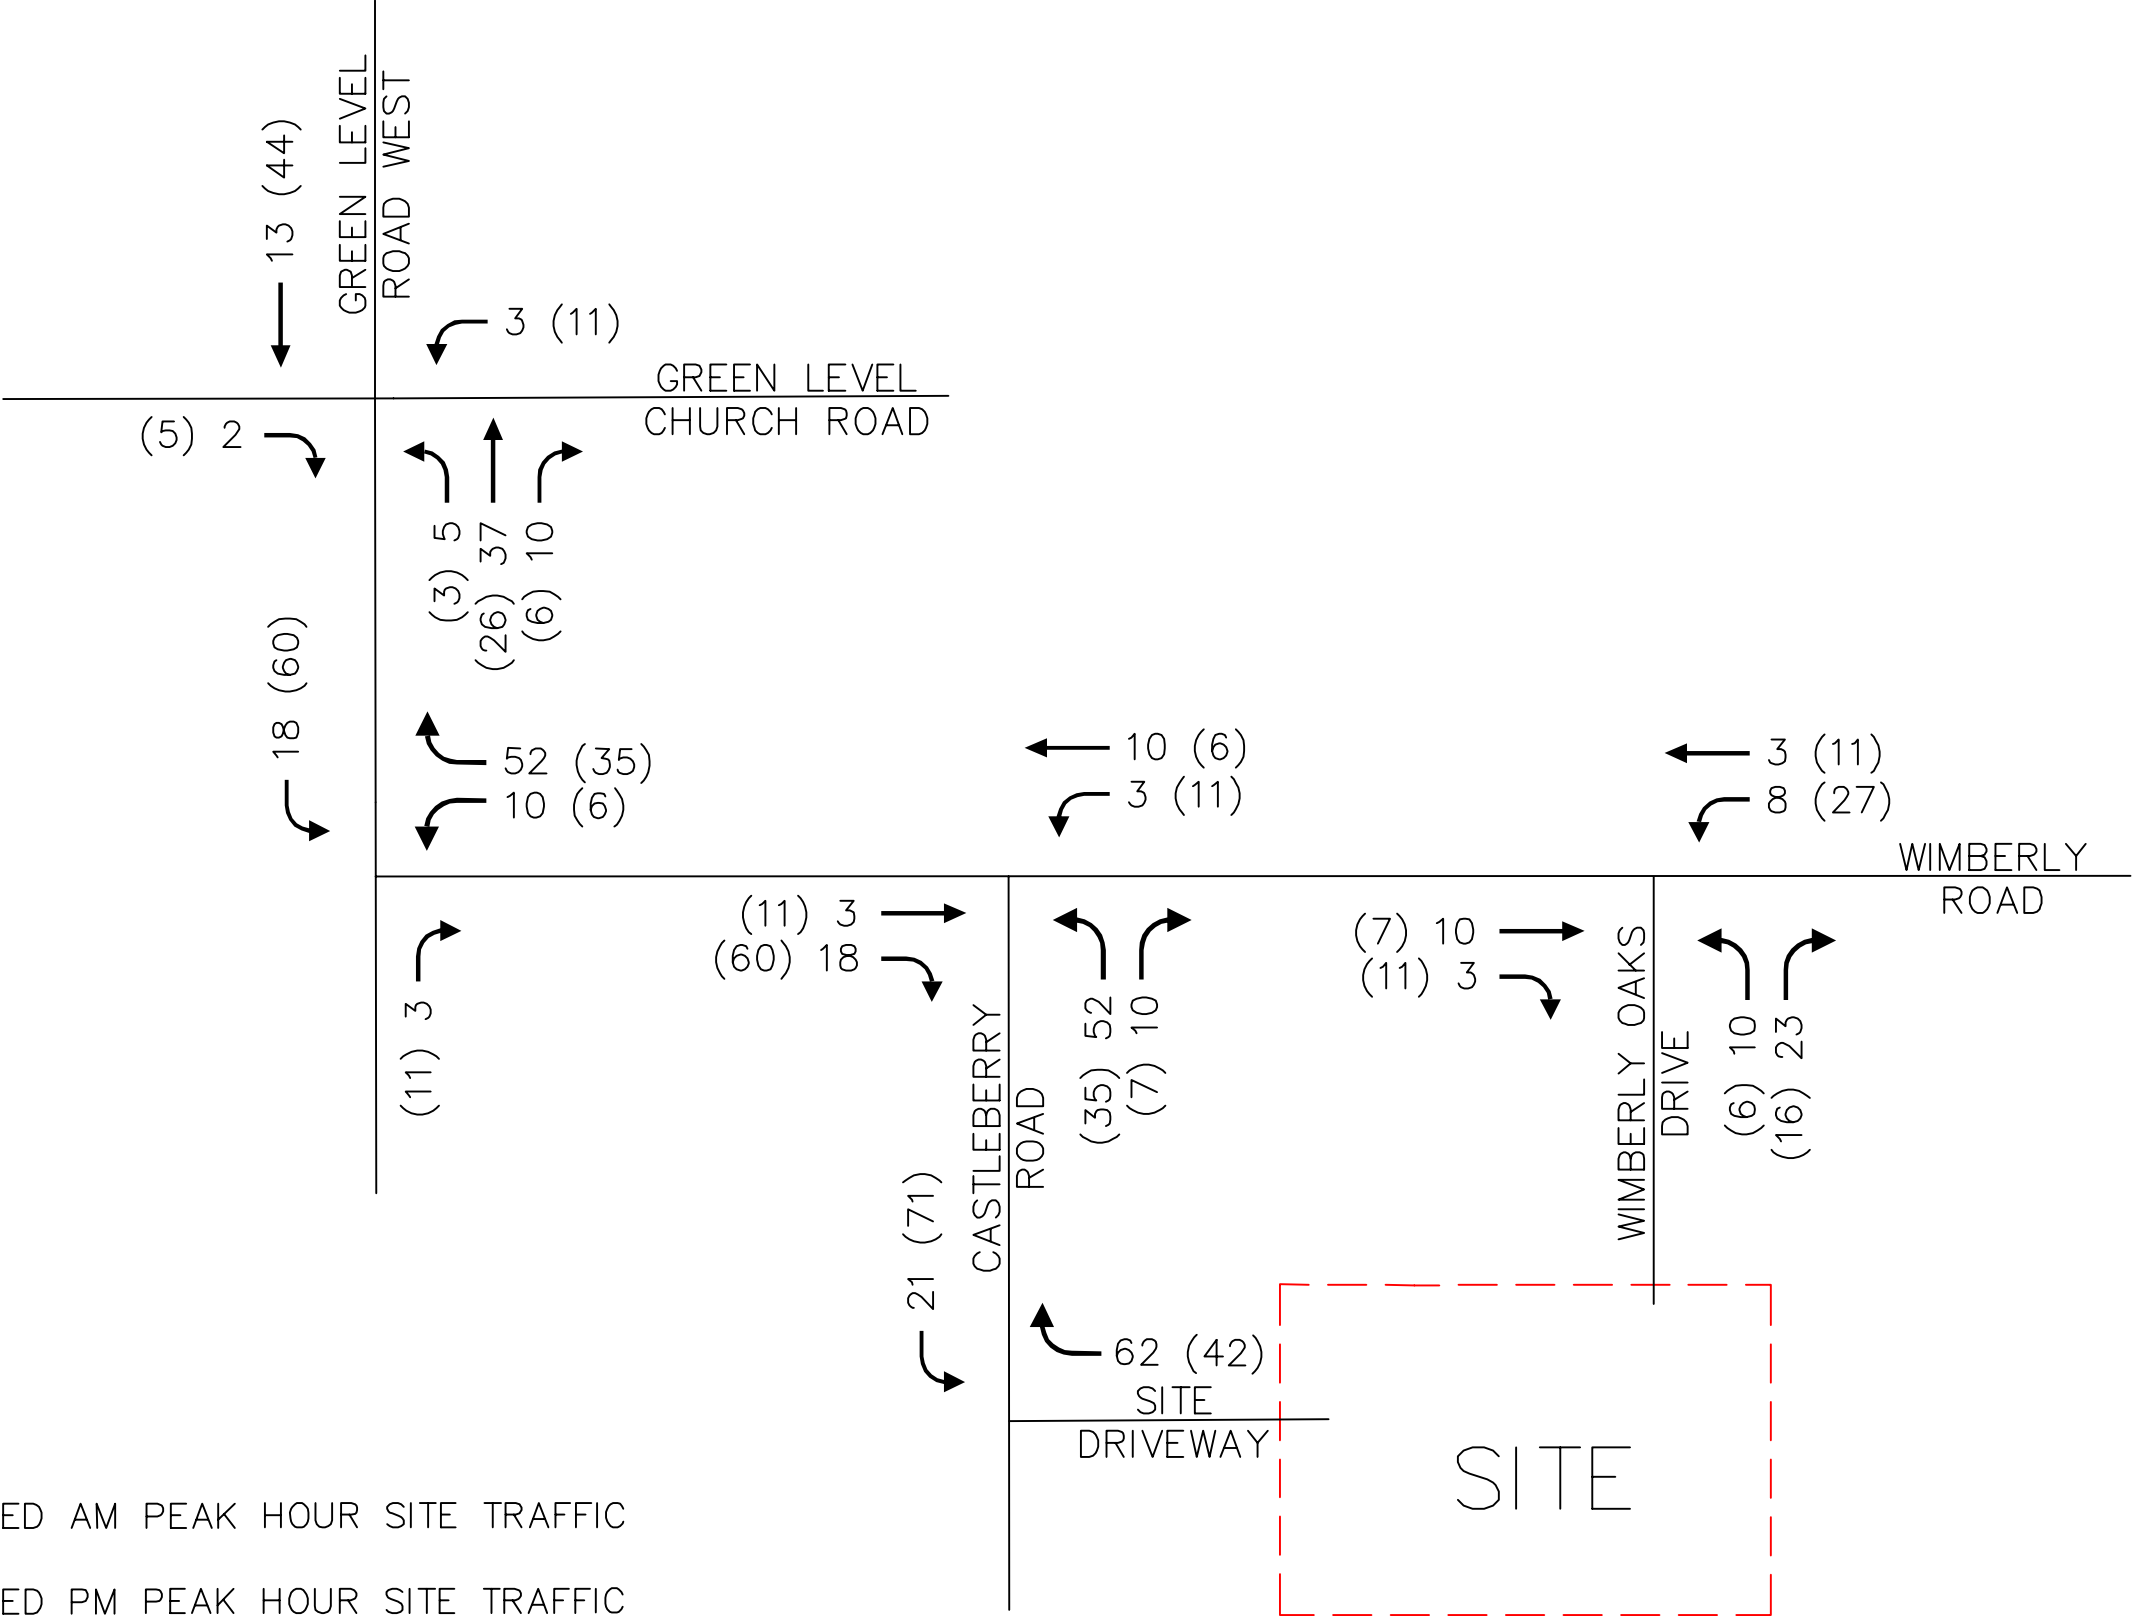 GREEN LEVEL
ROAD WEST
13 (44)
3 (11)
GREEN LEVEL
CHURCH ROAD
(5) 2
(3) 5
(26) 37
(6) 10
18 (60)
52 (35)
10 (6)
10 (6)
3 (11)
3 (11)
8 (27)
WIMBERLY
ROAD
(11) 3
(60) 18
(7) 10
(11) 3
(11) 3
CASTLEBERRY
ROAD
(35) 52
(7) 10
WIMBERLY OAKS
DRIVE
(6) 10
(16) 23
21 (71)
62 (42)
SITE
DRIVEWAY
SITE
ED AM PEAK HOUR SITE TRAFFIC
ED PM PEAK HOUR SITE TRAFFIC